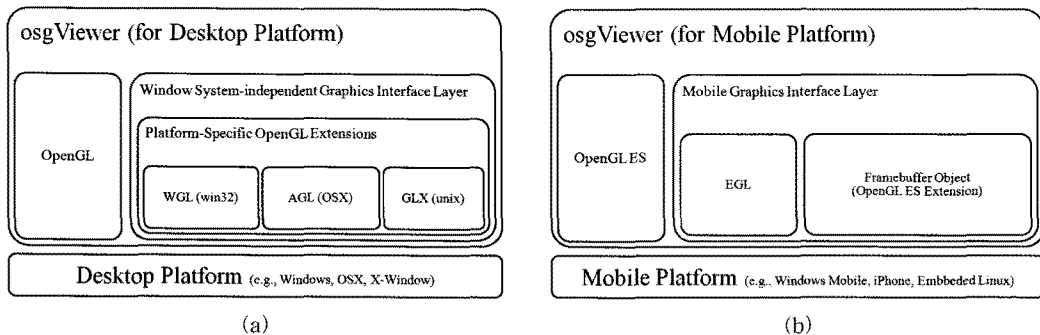 osgViewer (for Desktop Platform)
OpenGL
Window System-independent Graphics Interface Layer
Platform-Specific OpenGL Extensions
WGL (win32)
AGL (OSX)
GLX (unix)
Desktop Platform (e.g., Windows, OSX, X-Window)
(a)
osgViewer (for Mobile Platform)
OpenGL ES
Mobile Graphics Interface Layer
EGL
Framebuffer Object
(OpenGL ES Extension)
Mobile Platform (e.g., Windows Mobile, iPhone, Embbeded Linux)
(b)